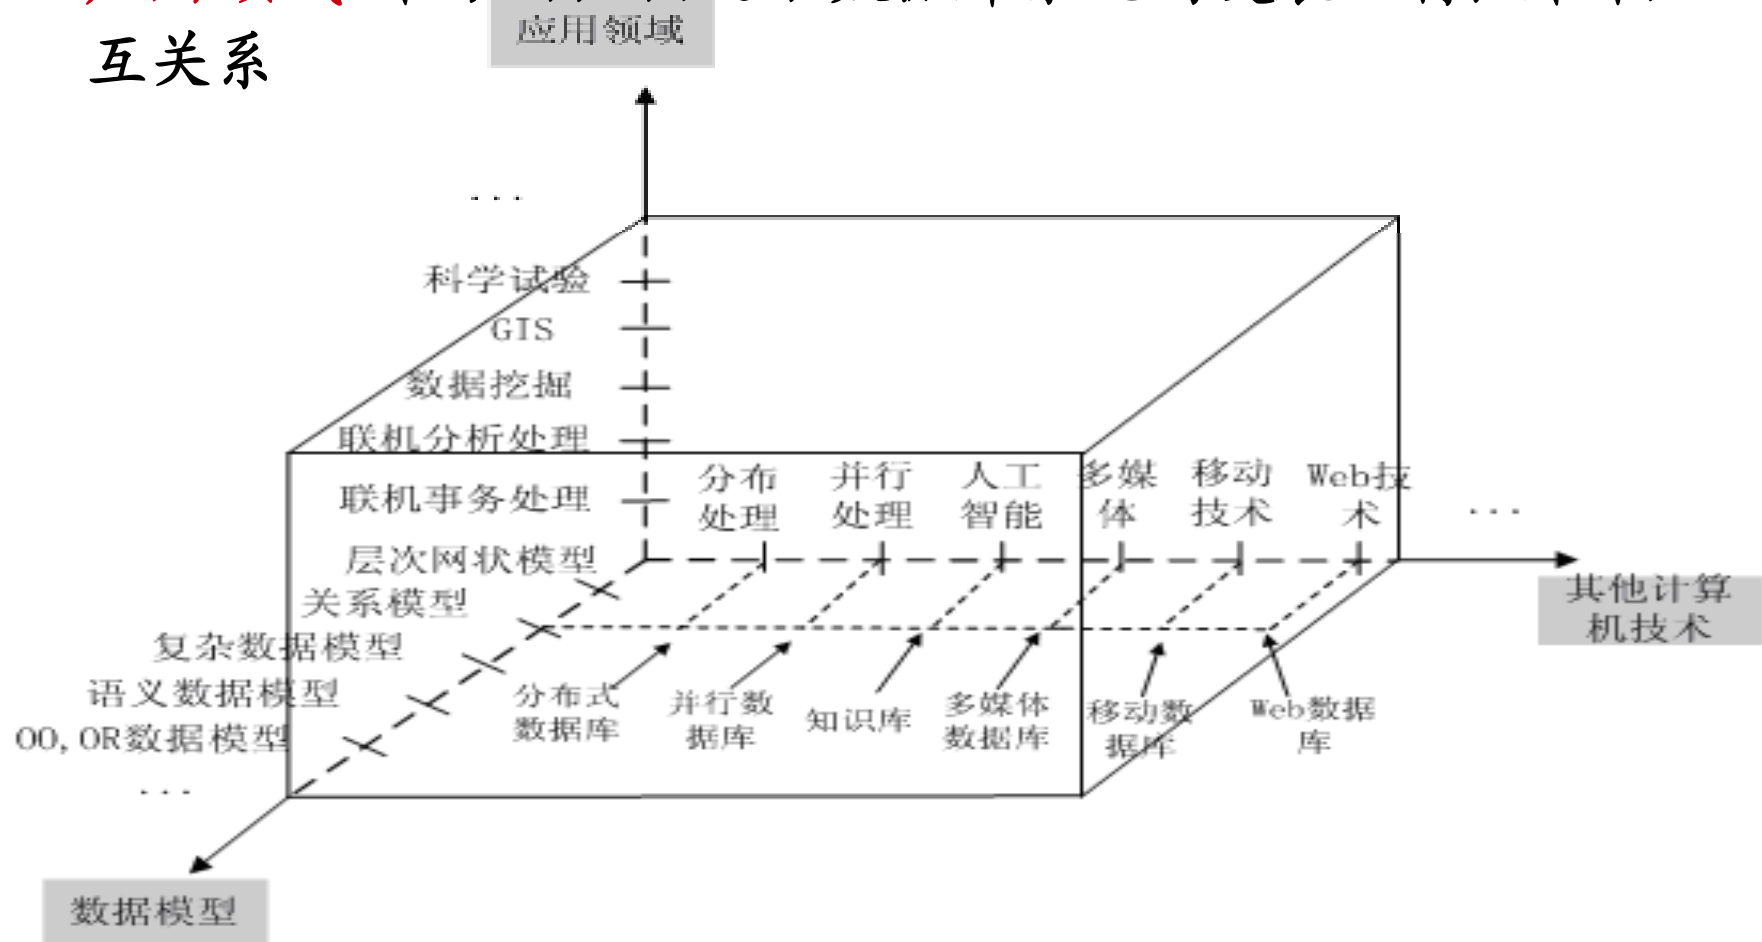 互关系
应用领域
...
科学试验
GIS
数据挖掘
联机分析处理
联机事务处理
层次网状模型
关系模型
复杂数据模型
语义数据模型
OO,OR数据模型
...
数据模型
分布
处理
并行
处理
人工
智能
多媒
体
移动
技术
Web技
术
...
其他计算
机技术
分布式
数据库
并行数
据库
知识库
多媒体
数据库
移动数
据库
Web数据
库